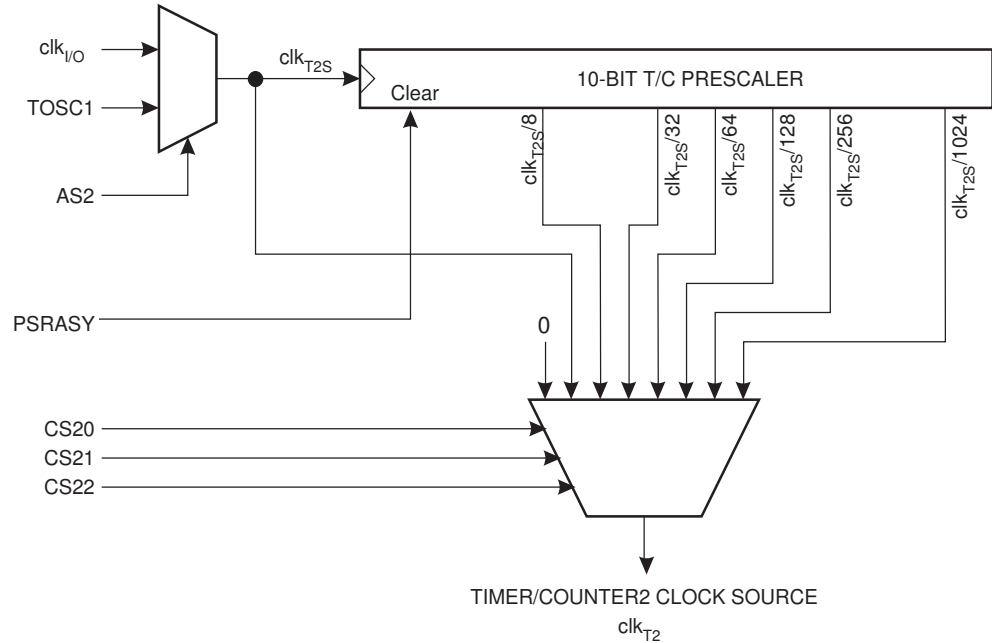 clkI/O
TOSC1
AS2
clkT2S
10-BIT T/C PRESCALER
Clear
clkT2S/8
clkT2S/32
clkT2S/64
clkT2S/128
clkT2S/256
clkT2S/1024
PSRASY
0
CS20
CS21
CS22
TIMER/COUNTER2 CLOCK SOURCE
clkT2